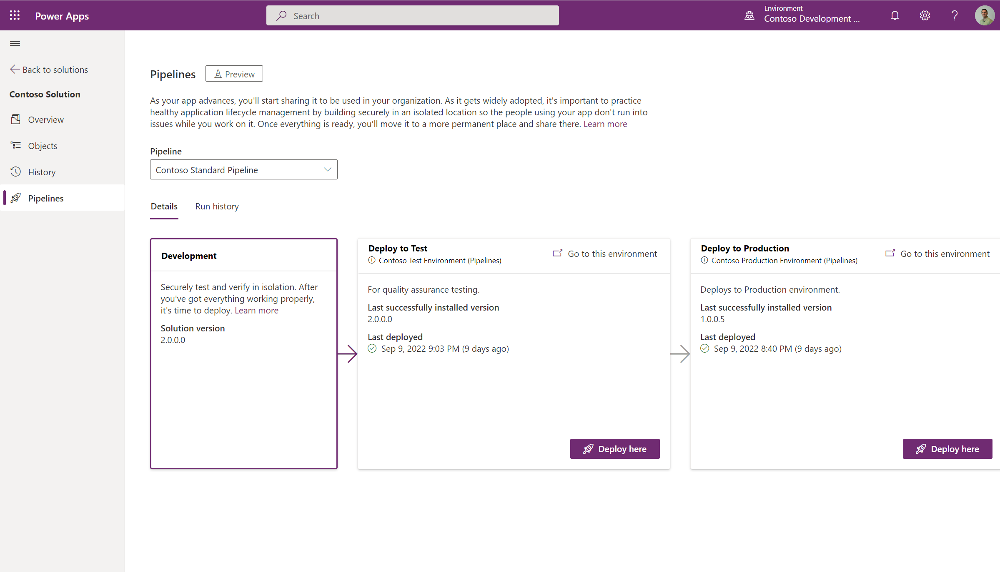 Power Apps
Search
Environment
Contoso Development ...
Back to solutions
Contoso Solution
Overview
Objects
History
Pipelines
Pipelines
Preview
As your app advances, you'll start sharing it to be used in your organization. As it gets widely adopted, it's important to practice
healthy application lifecycle management by building securely in an isolated location so the people using your app don't run into
issues while you work on it. Once everything is ready, you'll move it to a more permanent place and share there. Learn more
Pipeline
Contoso Standard Pipeline
Details
Run history
Development
Securely test and verify in isolation. After
you've got everything working properly,
it's time to deploy. Learn more
Solution version
2.0.0.0
Deploy to Test
Contoso Test Environment (Pipelines)
Go to this environment
For quality assurance testing.
Last successfully installed version
2.0.0.0
Last deployed
Sep 9, 2022 9:03 PM (9 days ago)
Deploy here
Deploy to Production
Contoso Production Environment (Pipelines)
Go to this environment
Deploys to Production environment.
Last successfully installed version
1.0.0.5
Last deployed
Sep 9, 2022 8:40 PM (9 days ago)
Deploy here